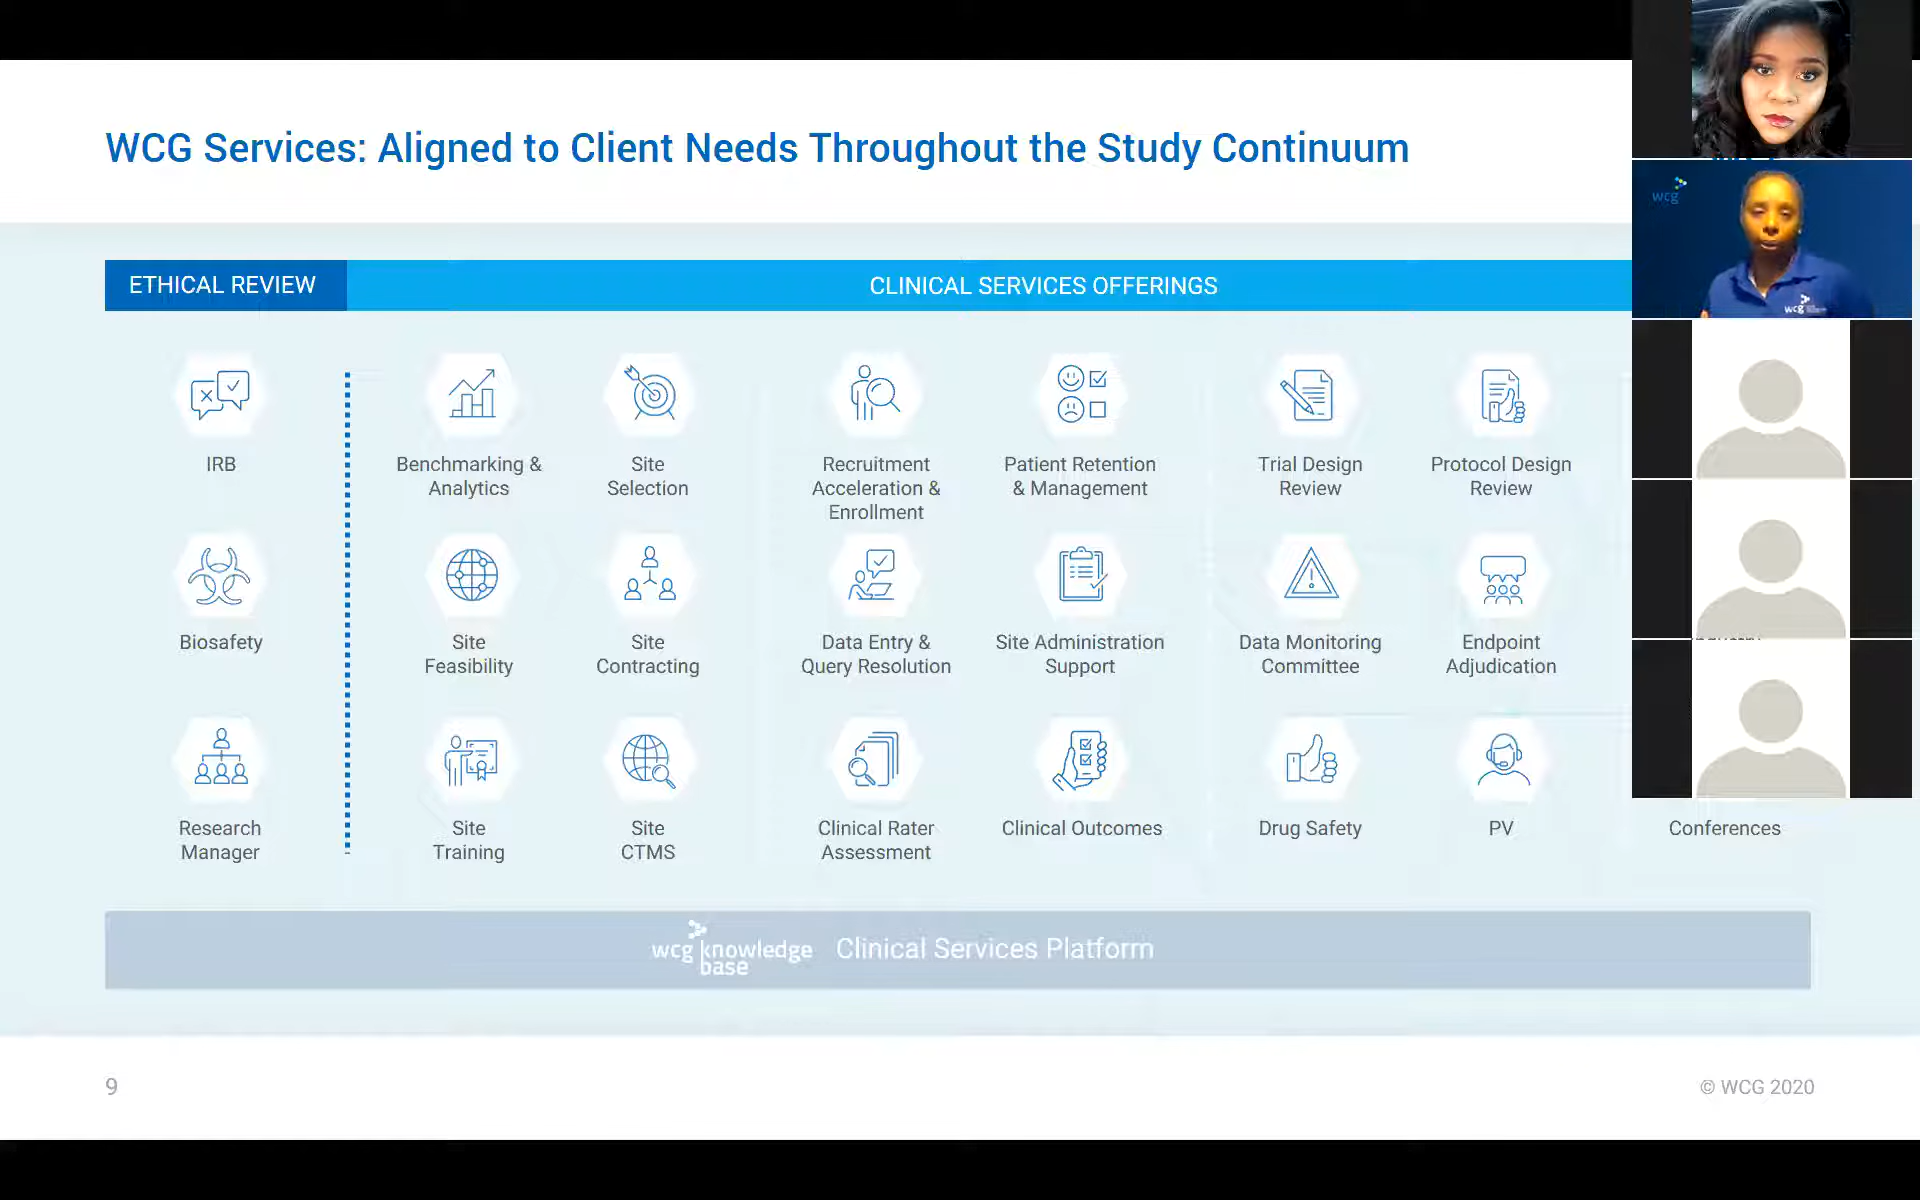 WCG Services: Aligned to Client Needs Throughout the Study Continuum
wcg
wcg
ETHICAL REVIEW
CLINICAL SERVICES OFFERINGS
IRB
Benchmarking &
Analytics
Site
Selection
Recruitment
Acceleration &
Enrollment
Patient Retention
& Management
Trial Design
Review
Protocol Design
Review
Biosafety
Site
Feasibility
Site
Contracting
Data Entry &
Query Resolution
Site Administration
Support
Data Monitoring
Committee
Endpoint
Adjudication
Research
Manager
Site
Training
Site
CTMS
Clinical Rater
Assessment
Clinical Outcomes
Drug Safety
PV
Conferences
wcg knowledge
base
Clinical Services Platform
9
© WCG 2020